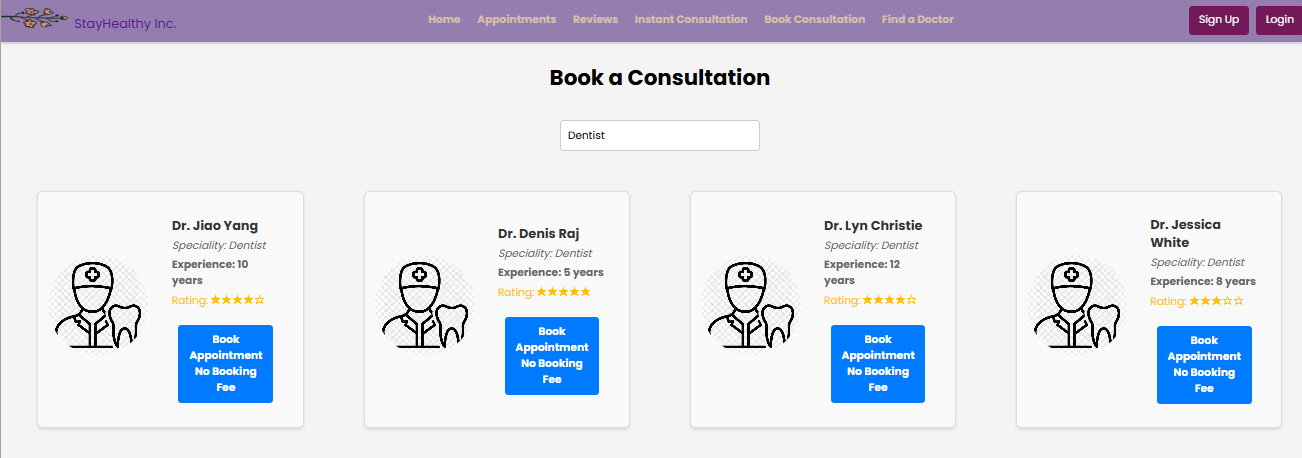 StayHealthy Inc.
Home Appointments Reviews Instant Consultation Book Consultation Find a Doctor
Sign Up Login
Book a Consultation
Dentist
Dr. Jiao Yang
Speciality: Dentist
Experience: 10
years
Rating: ★★★★☆
Book
Appointment
No Booking
Fee
Dr. Denis Raj
Speciality: Dentist
Experience: 5 years
Rating: ★★★★★
Book
Appointment
No Booking
Fee
Dr. Lyn Christie
Speciality: Dentist
Experience: 12
years
Rating: ★★★★☆
Book
Appointment
No Booking
Fee
Dr. Jessica
White
Speciality: Dentist
Experience: 8 years
Rating: ★★★☆☆
Book
Appointment
No Booking
Fee